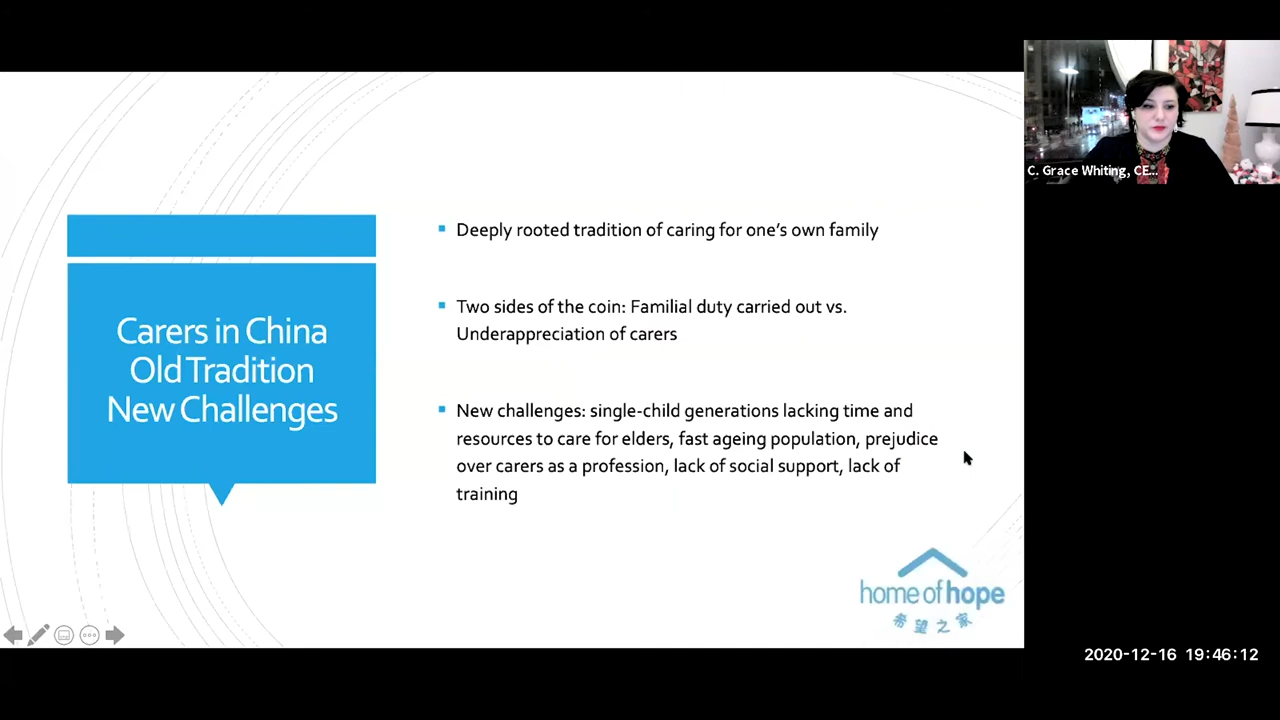 C. Grace Whiting, CE...
Carers in China
Old Tradition
New Challenges
Deeply rooted tradition of caring for one's own family
Two sides of the coin: Familial duty carried out vs.
Underappreciation of carers
New challenges: single-child generations lacking time and
resources to care for elders, fast ageing population, prejudice
over carers as a profession, lack of social support, lack of
training
home of hope
希望之家
2020-12-16 19:46:12